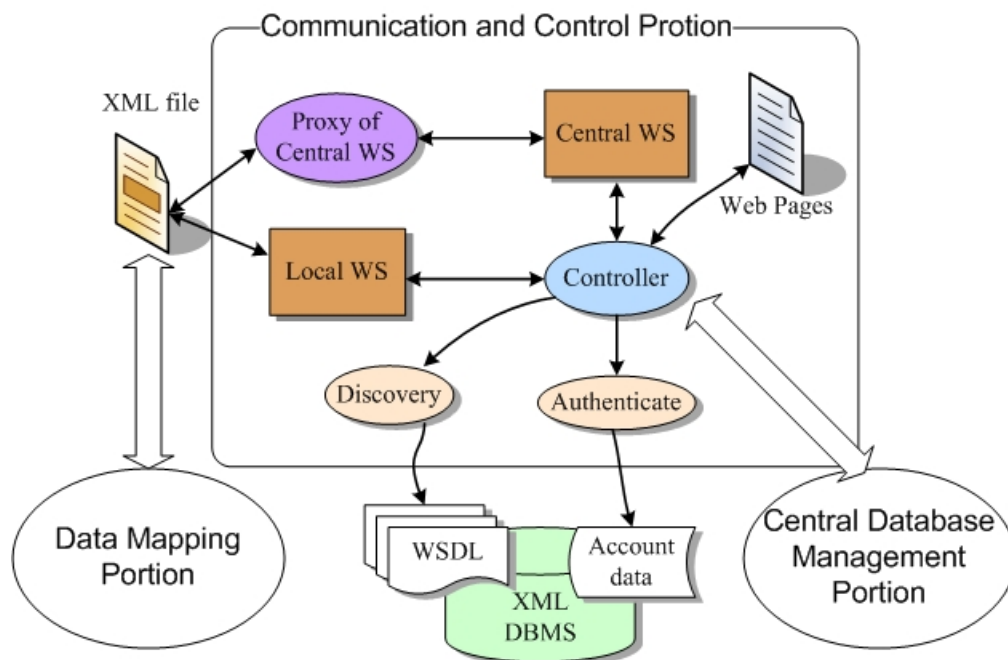 Communication and Control Protion
XML file
Proxy of
Central WS
Central WS
Web Pages
Local WS
Controller
Discovery
Authenticate
Data Mapping
Portion
WSDL
Account
data
XML
DBMS
Central Database
Management
Portion